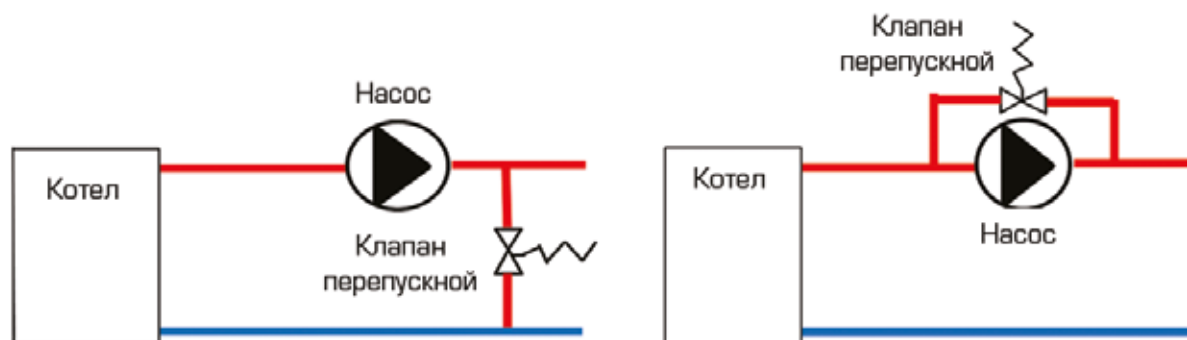 Насос
Котел
Клапан
перепускной
Клапан
перепускной
Котел
Насос